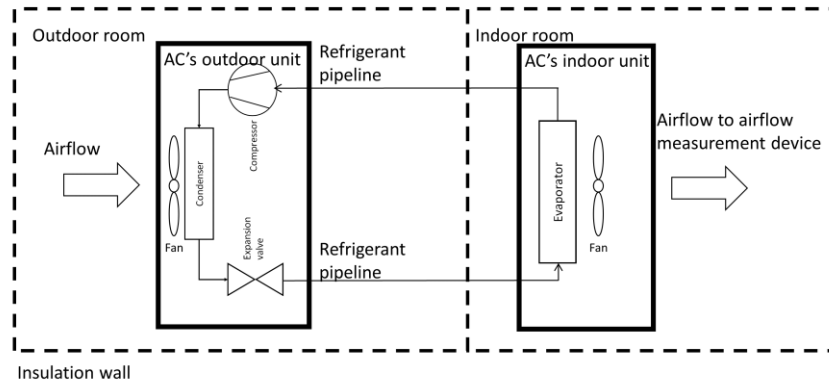 Outdoor room
Indoor room
AC's outdoor unit
Refrigerant
pipeline
AC's indoor unit
Compressor
Airflow
Airflow to airflow
measurement device
Condenser
Evaporator
Fan
Expansion
valve
Fan
Refrigerant
pipeline
Insulation wall